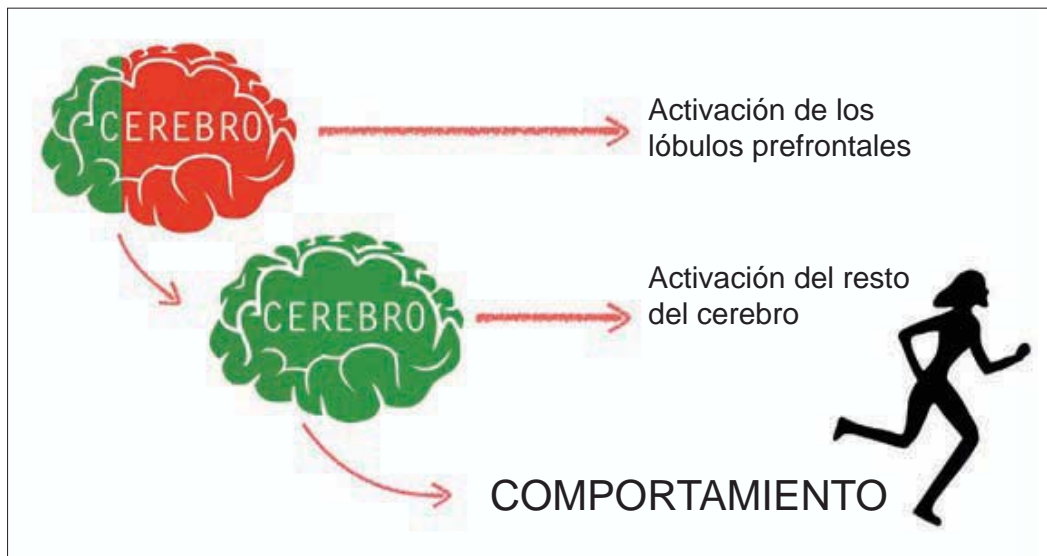 CEREBRO
Activación de los
lóbulos prefrontales
CEREBRO
Activación del resto
del cerebro
COMPORTAMIENTO